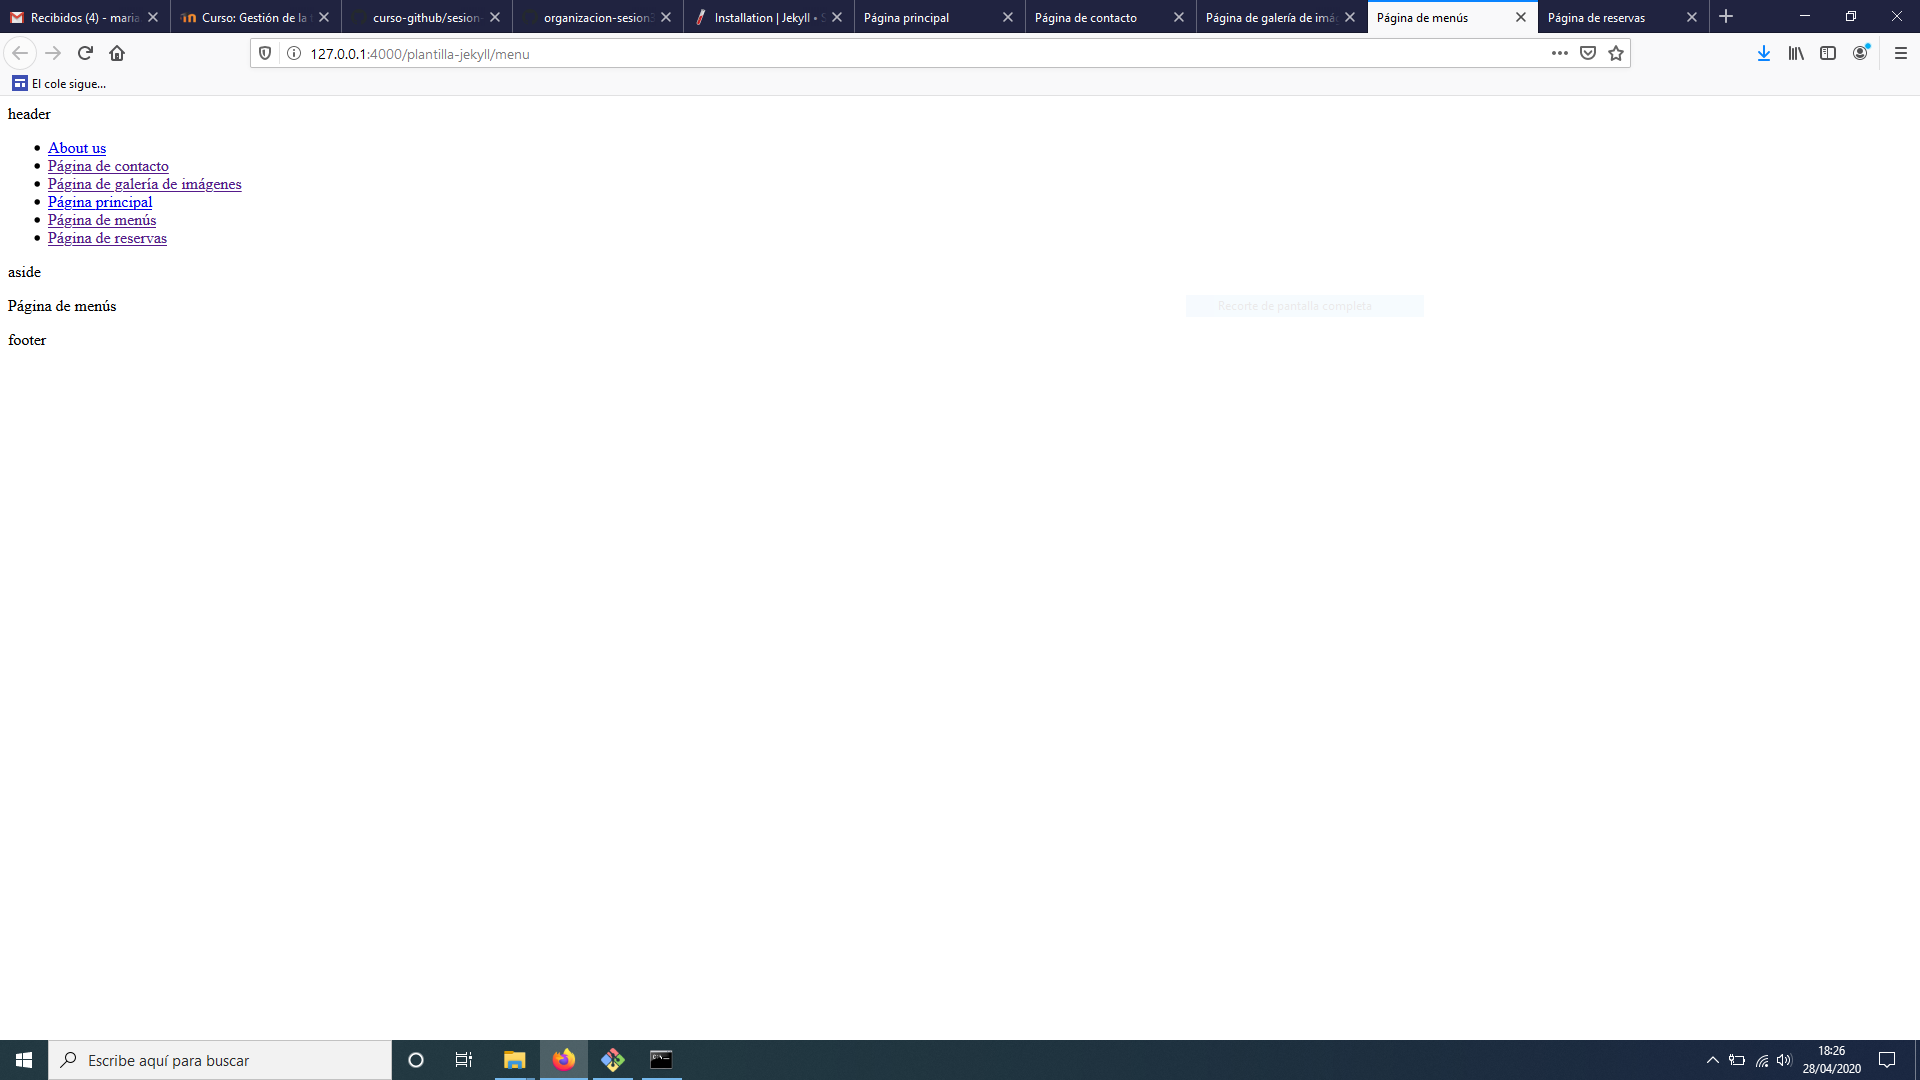 Recibidos (4) - maria
Curso: Gestión de la
curso-github/sesion-
organizacion-sesion
Installation | Jekyll •
Página principal
Página de contacto
Página de galería de imág
Página de menús
Página de reservas
127.0.0.1:4000/plantilla-jekyll/menu
El cole sigue...
header
About us
Página de contacto
Página de galería de imágenes
Página principal
Página de menús
Página de reservas
aside
Página de menús
Recorte de pantalla completa
footer
Escribe aquí para buscar
18:26
28/04/2020